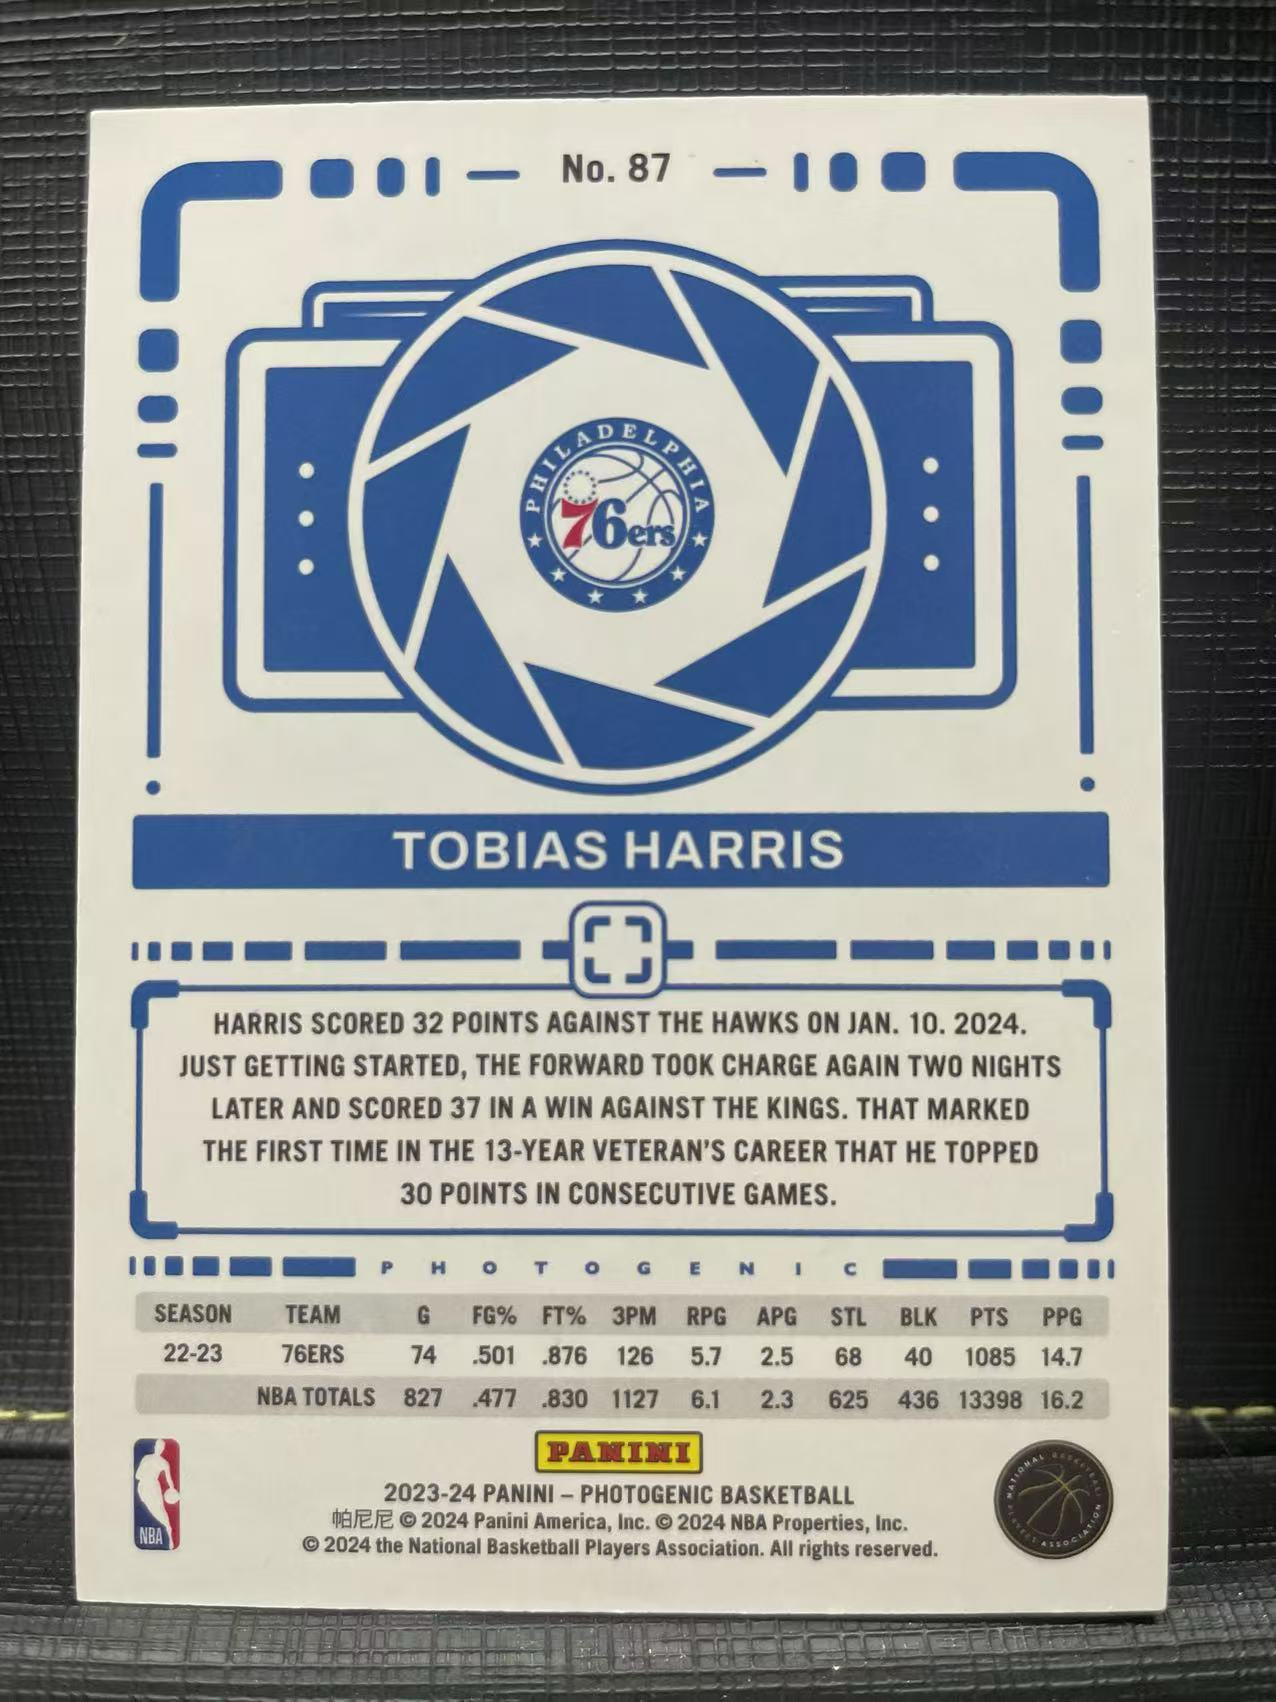 No. 87
PHILADELPHIA
76ers
TOBIAS HARRIS
HARRIS SCORED 32 POINTS AGAINST THE HAWKS ON JAN. 10. 2024.
JUST GETTING STARTED, THE FORWARD TOOK CHARGE AGAIN TWO NIGHTS
LATER AND SCORED 37 IN A WIN AGAINST THE KINGS. THAT MARKED
THE FIRST TIME IN THE 13-YEAR VETERAN'S CAREER THAT HE TOPPED
30 POINTS IN CONSECUTIVE GAMES.
PHOTOGENIC
SEASON TEAM G FG% FT% 3PM RPG APG STL BLK PTS PPG
22-23 76ERS 74 .501 .876 126 5.7 2.5 68 40 1085 14.7
NBA TOTALS 827 .477 .830 1127 6.1 2.3 625 436 13398 16.2
PANINI
NBA
2023-24 PANINI – PHOTOGENIC BASKETBALL
帕尼尼 © 2024 Panini America, Inc. © 2024 NBA Properties, Inc.
© 2024 the National Basketball Players Association. All rights reserved.
NATIONAL BASKETBALL
PLAYERS ASSOCIATION